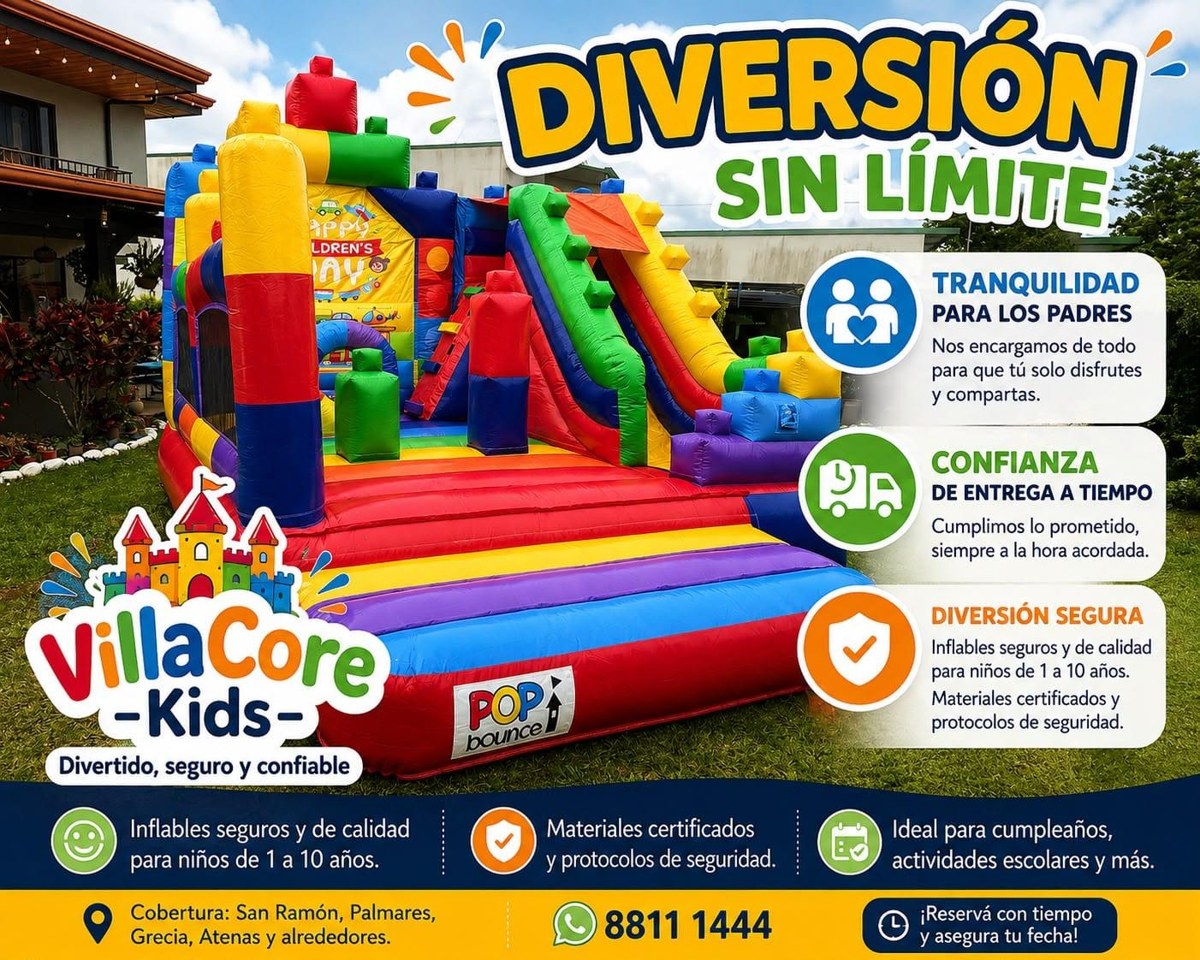 DIVERSIÓN
SIN LÍMITE
CHILDREN'S
TRANQUILIDAD
PARA LOS PADRES
Nos encargamos de todo
para que tú solo disfrutes
y compartas.
CONFIANZA
DE ENTREGA A TIEMPO
Cumplimos lo prometido,
siempre a la hora acordada.
DIVERSIÓN SEGURA
Inflables seguros y de calidad
para niños de 1 a 10 años.
Materiales certificados y
protocolos de seguridad.
VillaCore
-Kids-
Divertido, seguro y confiable
POP
bounce
Inflables seguros y de calidad
para niños de 1 a 10 años.
Materiales certificados
y protocolos de seguridad.
Ideal para cumpleaños,
actividades escolares y más.
Cobertura: San Ramón, Palmares,
Grecia, Atenas y alrededores.
8811 1444
¡Reservá con tiempo
y asegura tu fecha!